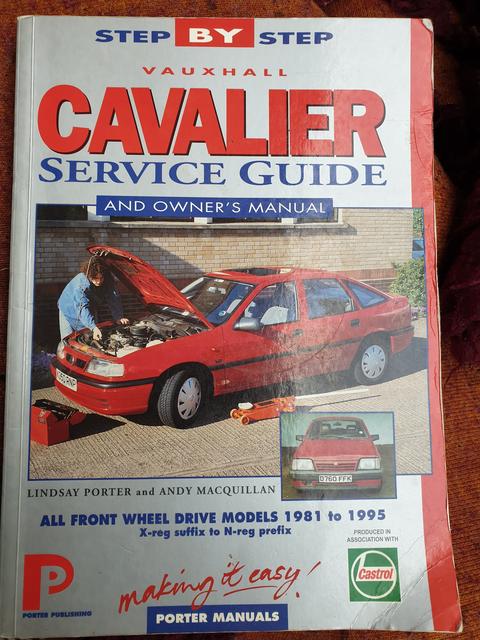 STEP BY STEP
VAUXHALL
CAVALIER
SERVICE GUIDE
AND OWNER'S MANUAL
D760 FFK
LINDSAY PORTER and ANDY MACQUILLAN
ALL FRONT WHEEL DRIVE MODELS 1981 to 1995
X-reg suffix to N-reg prefix
PRODUCED IN
ASSOCIATION WITH
Castrol
P
PORTER PUBLISHING
making it easy!
PORTER MANUALS